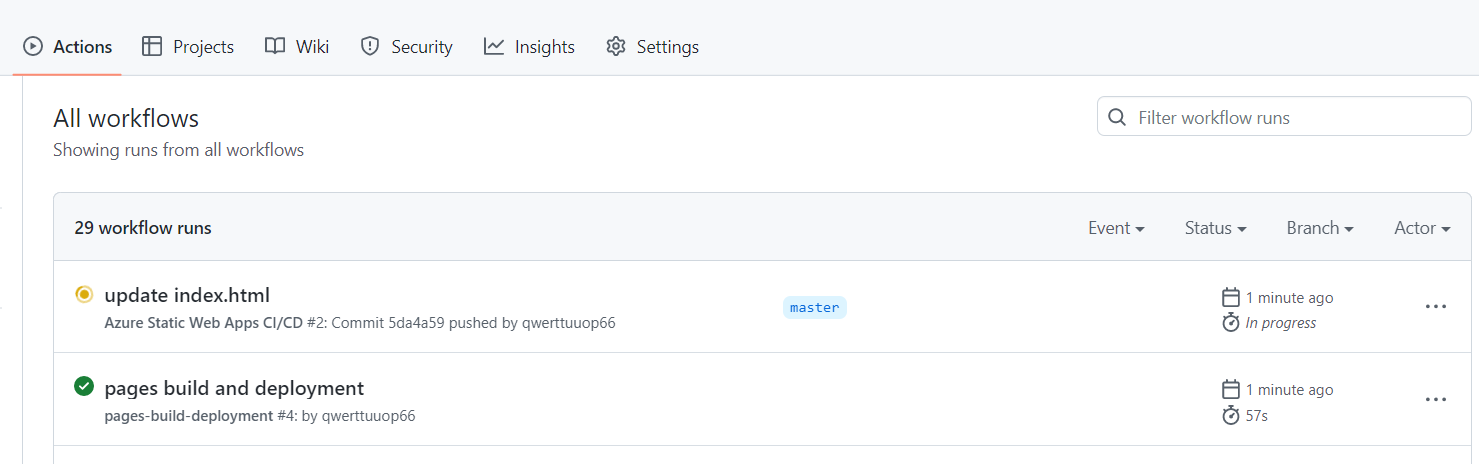 Actions Projects Wiki Security Insights Settings
All workflows
Filter workflow runs
Showing runs from all workflows
29 workflow runs Event Status Branch Actor
update index.html
master
1 minute ago
Azure Static Web Apps CI/CD #2: Commit 5da4a59 pushed by qwerttuuop66
In progress
pages build and deployment
1 minute ago
pages-build-deployment #4: by qwerttuuop66
57s